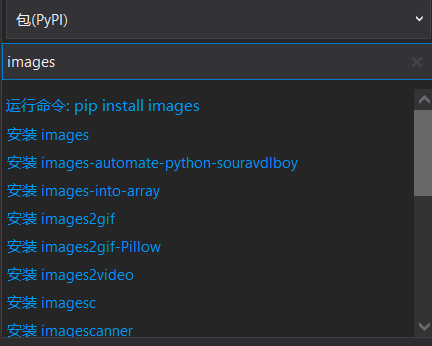 包(PyPI)
images
运行命令: pip install images
安装 images
安装 images-automate-python-souravdlboy
安装 images-into-array
安装 images2gif
安装 images2gif-Pillow
安装 images2video
安装 imagesc
安装 imagescanner